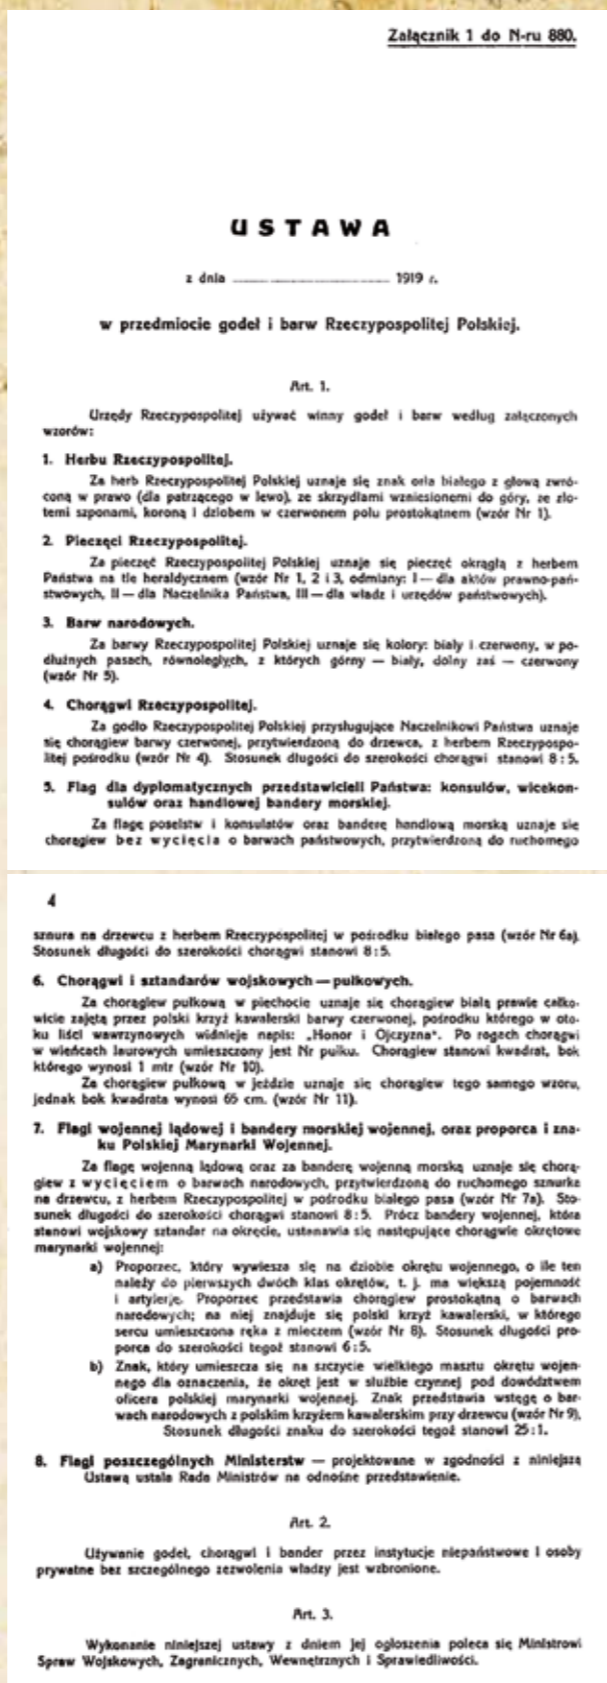 Załącznik 1 do N-ru 880.
USTAWA
z dnia 1919 r.
w przedmiocie godeł i barw Rzeczypospolitej Polskiej.
Art. 1.
Urzędy Rzeczypospolitej używać winny godeł i barw według załączonych
wzorów:
1. Herbu Rzeczypospolitej.
Za herb Rzeczypospolitej Polskiej uznaje się znak orła białego z głową zwró-
coną w prawo (dla patrzącego w lewo), ze skrzydłami wzniesionemi do góry, ze zło-
temi szponami, koroną i dziobem w czerwonem polu prostokątnem (wzór Nr 1).
2. Pieczęci Rzeczypospolitej.
Za pieczęć Rzeczypospolitej Polskiej uznaje się pieczęć okrągłą z herbem
Państwa na tle heraldycznem (wzór Nr 1, 2 i 3, odmiany: I — dla aktów prawno-pań-
stwowych, II — dla Naczelnika Państwa, III — dla władz i urzędów państwowych).
3. Barw narodowych.
Za barwy Rzeczypospolitej Polskiej uznaje się kolory: biały i czerwony, w po-
dłużnych pasach, równoległych, z których górny — biały, dolny zaś — czerwony
(wzór Nr 5).
4. Chorągwi Rzeczypospolitej.
Za godło Rzeczypospolitej Polskiej przysługujące Naczelnikowi Państwa uznaje
się chorągiew barwy czerwonej, przytwierdzoną do drzewca, z herbem Rzeczypospo-
litej pośrodku (wzór Nr 4). Stosunek długości do szerokości chorągwi stanowi 8:5.
5. Flag dla dyplomatycznych przedstawicieli Państwa: konsulów, wicekon-
sulów oraz handlowej bandery morskiej.
Za flagę poselstw i konsulatów oraz banderę handlową morską uznaje się
chorągiew bez wycięcia o barwach państwowych, przytwierdzoną do ruchomego
4
sznura na drzewcu z herbem Rzeczypospolitej w pośrodku białego pasa (wzór Nr 6a).
Stosunek długości do szerokości chorągwi stanowi 8:5.
6. Chorągwi i sztandarów wojskowych — pułkowych.
Za chorągiew pułkową w piechocie uznaje się chorągiew białą prawie całko-
wicie zajętą przez polski krzyż kawalerski barwy czerwonej, pośrodku którego w oto-
ku liści wawrzynowych widnieje napis: „Honor i Ojczyzna". Po rogach chorągwi
w wieńcach laurowych umieszczony jest Nr pułku. Chorągiew stanowi kwadrat, bok
którego wynosi 1 mtr (wzór Nr 10).
Za chorągiew pułkową w jeździe uznaje się chorągiew tego samego wzoru,
jednak bok kwadrata wynosi 65 cm. (wzór Nr 11).
7. Flagi wojennej lądowej i bandery morskiej wojennej, oraz proporca i zna-
ku Polskiej Marynarki Wojennej.
Za flagę wojenną lądową oraz za banderę wojenną morską uznaje się chorą-
giew z wycięciem o barwach narodowych, przytwierdzoną do ruchomego sznurka
na drzewcu, z herbem Rzeczypospolitej w pośrodku białego pasa (wzór Nr 7a). Sto-
sunek długości do szerokości chorągwi stanowi 8:5. Prócz bandery wojennej, która
stanowi wojskowy sztandar na okręcie, ustanawia się następujące chorągwie okrętowe
marynarki wojennej:
a) Proporzec, który wywiesza się na dziobie okrętu wojennego, o ile ten
należy do pierwszych dwóch klas okrętów, t. j. ma większą pojemność
i artylerję. Proporzec przedstawia chorągiew prostokątną o barwach
narodowych; na niej znajduje się polski krzyż kawalerski, w którego
sercu umieszczona ręka z mieczem (wzór Nr 8). Stosunek długości pro-
porca do szerokości tegoż stanowi 6:5.
b) Znak, który umieszcza się na szczycie wielkiego masztu okrętu wojen-
nego dla oznaczenia, że okręt jest w służbie czynnej pod dowództwem
oficera polskiej marynarki wojennej. Znak przedstawia wstęgę o bar-
wach narodowych z polskim krzyżem kawalerskim przy drzewcu (wzór Nr 9).
Stosunek długości znaku do szerokości tegoż stanowi 25:1.
8. Flagi poszczególnych Ministerstw — projektowane w zgodności z niniejszą
Ustawą ustala Rada Ministrów na odnośne przedstawienie.
Art. 2.
Używanie godeł, chorągwi i bander przez instytucje niepaństwowe i osoby
prywatne bez szczególnego zezwolenia władzy jest wzbronione.
Art. 3.
Wykonanie niniejszej ustawy z dniem jej ogłoszenia poleca się Ministrowi
Spraw Wojskowych, Zagranicznych, Wewnętrznych i Sprawiedliwości.